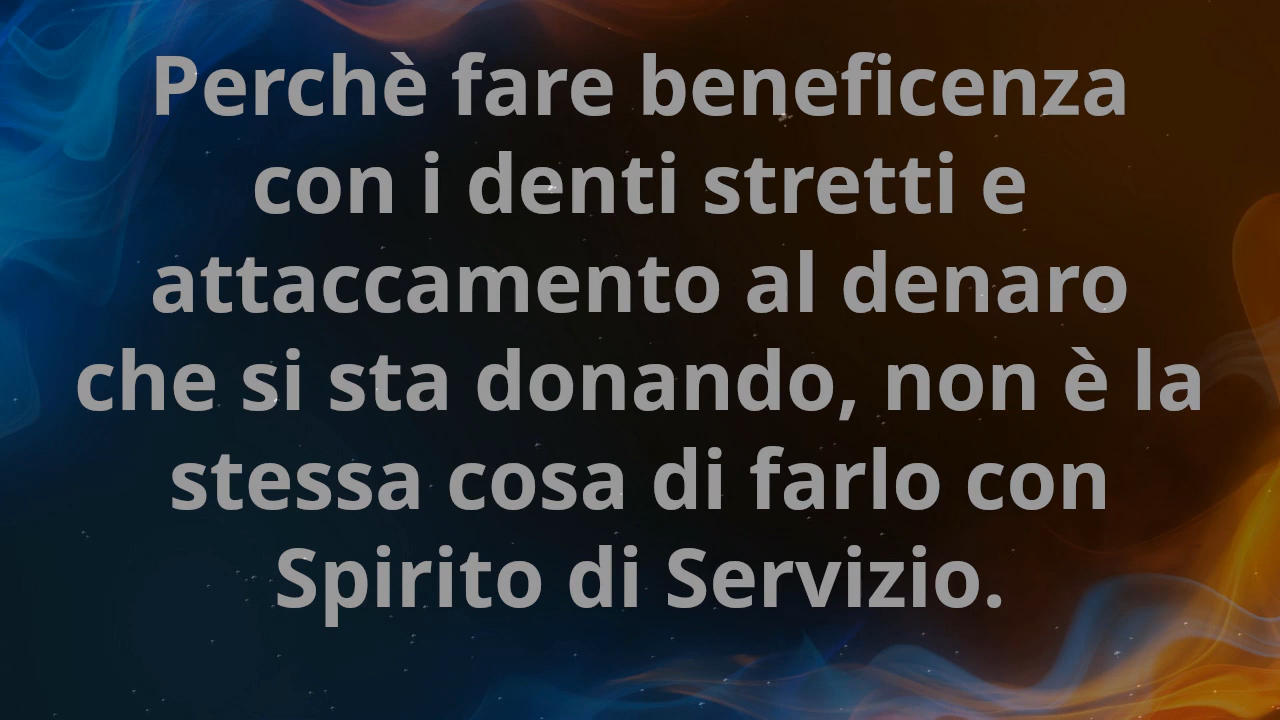 Perchè fare beneficenza
con i denti stretti e
attaccamento al denaro
che si sta donando, non è la
stessa cosa di farlo con
Spirito di Servizio.